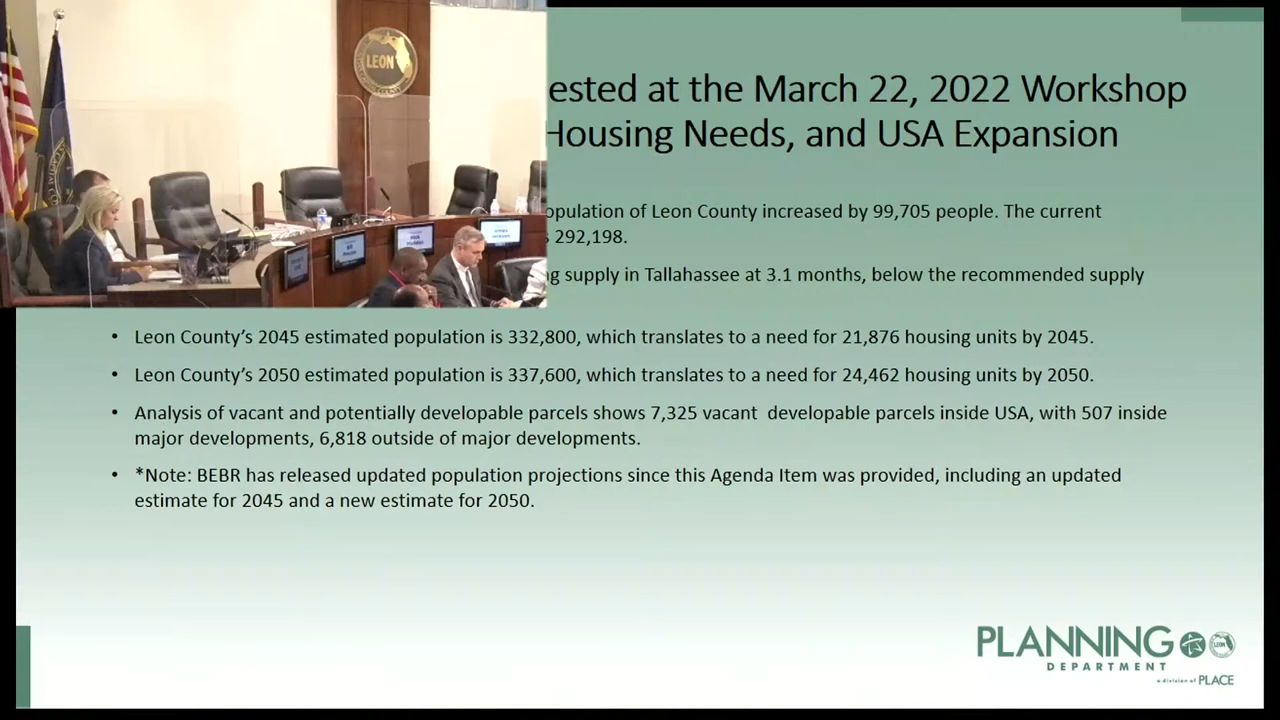 LEON
ested at the March 22, 2022 Workshop
Housing Needs, and USA Expansion
opulation of Leon County increased by 99,705 people. The current
292,198.
supply in Tallahassee at 3.1 months, below the recommended supply
• Leon County’s 2045 estimated population is 332,800, which translates to a need for 21,876 housing units by 2045.
• Leon County’s 2050 estimated population is 337,600, which translates to a need for 24,462 housing units by 2050.
• Analysis of vacant and potentially developable parcels shows 7,325 vacant developable parcels inside USA, with 507 inside
major developments, 6,818 outside of major developments.
• *Note: BEBR has released updated population projections since this Agenda Item was provided, including an updated
estimate for 2045 and a new estimate for 2050.
PLANNING
LEON
DEPARTMENT
a division of PLACE